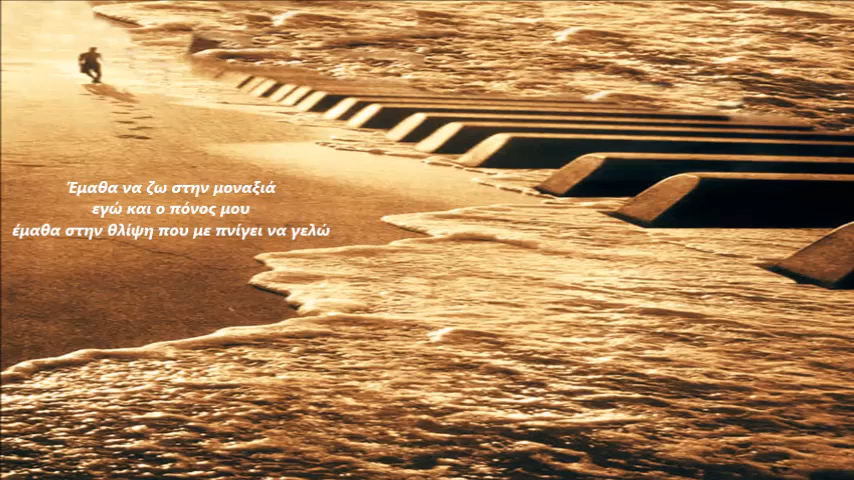 Έμαθα να ζω στην μοναξιά
εγώ και ο πόνος μου
έμαθα στην θλίψη που με πνίγει να γελώ